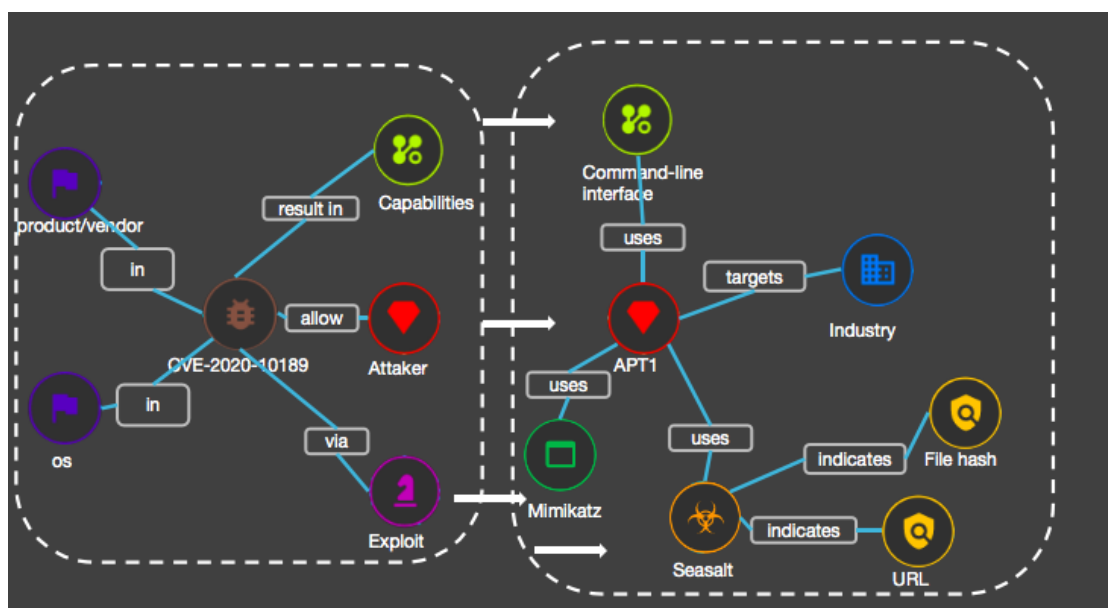 product/vendor
in
os
in
CVE-2020-10189
result in
Capabilities
allow
Attaker
via
Exploit
Command-line
interface
uses
targets
Industry
APT1
uses
Mimikatz
uses
Seasalt
indicates
File hash
indicates
URL